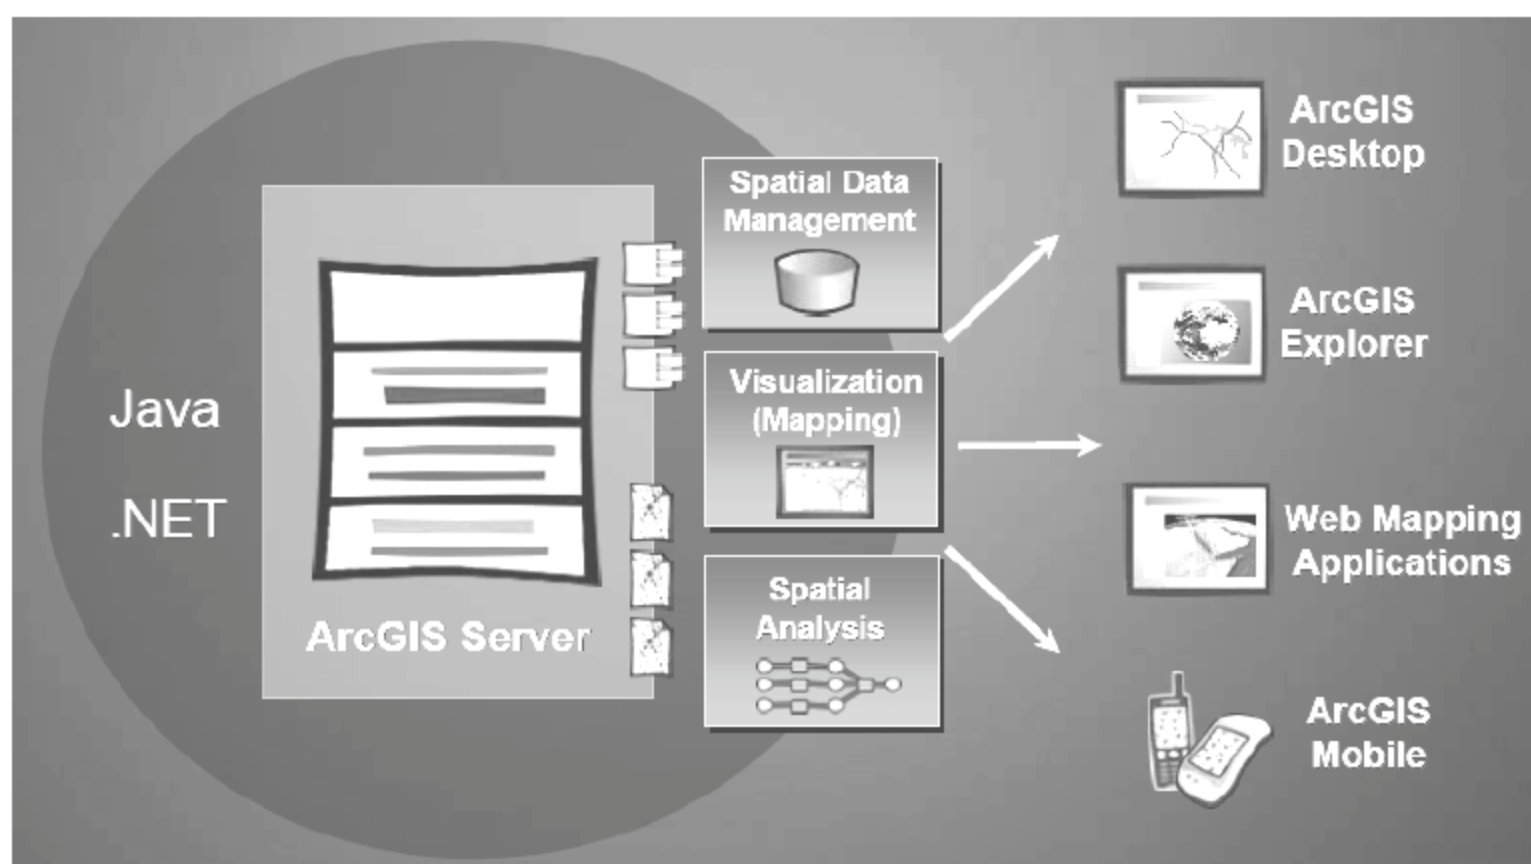 Java
.NET
ArcGIS Server
Spatial Data
Management
Visualization
(Mapping)
Spatial
Analysis
ArcGIS
Desktop
ArcGIS
Explorer
Web Mapping
Applications
ArcGIS
Mobile